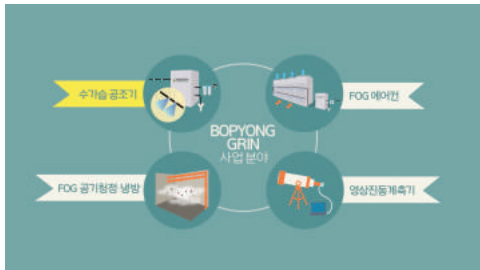 수가습 공조기
FOG 에어컨
BOPYONG
GRIN
사업 분야
FOG 공기청정 냉방
영상진동계측기